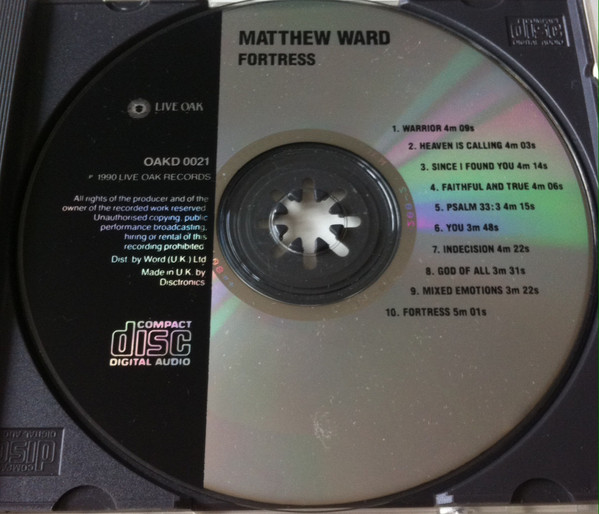 MATTHEW WARD
FORTRESS
COMPACT
disc
DIGITAL AUDIO
LIVE OAK
OAKD 0021
℗ 1990 LIVE OAK RECORDS
All rights of the producer and of the
owner of the recorded work reserved.
Unauthorised copying, public
performance broadcasting,
hiring or rental of this
recording prohibited.
Dist by Word (U.K.) Ltd
Made in U.K. by
Disctronics
COMPACT
disc
DIGITAL AUDIO
1. WARRIOR 4m 09s
2. HEAVEN IS CALLING 4m 03s
3. SINCE I FOUND YOU 4m 14s
4. FAITHFUL AND TRUE 4m 06s
5. PSALM 33:3 4m 15s
6. YOU 3m 48s
7. INDECISION 4m 22s
8. GOD OF ALL 3m 31s
9. MIXED EMOTIONS 3m 22s
10. FORTRESS 5m 01s